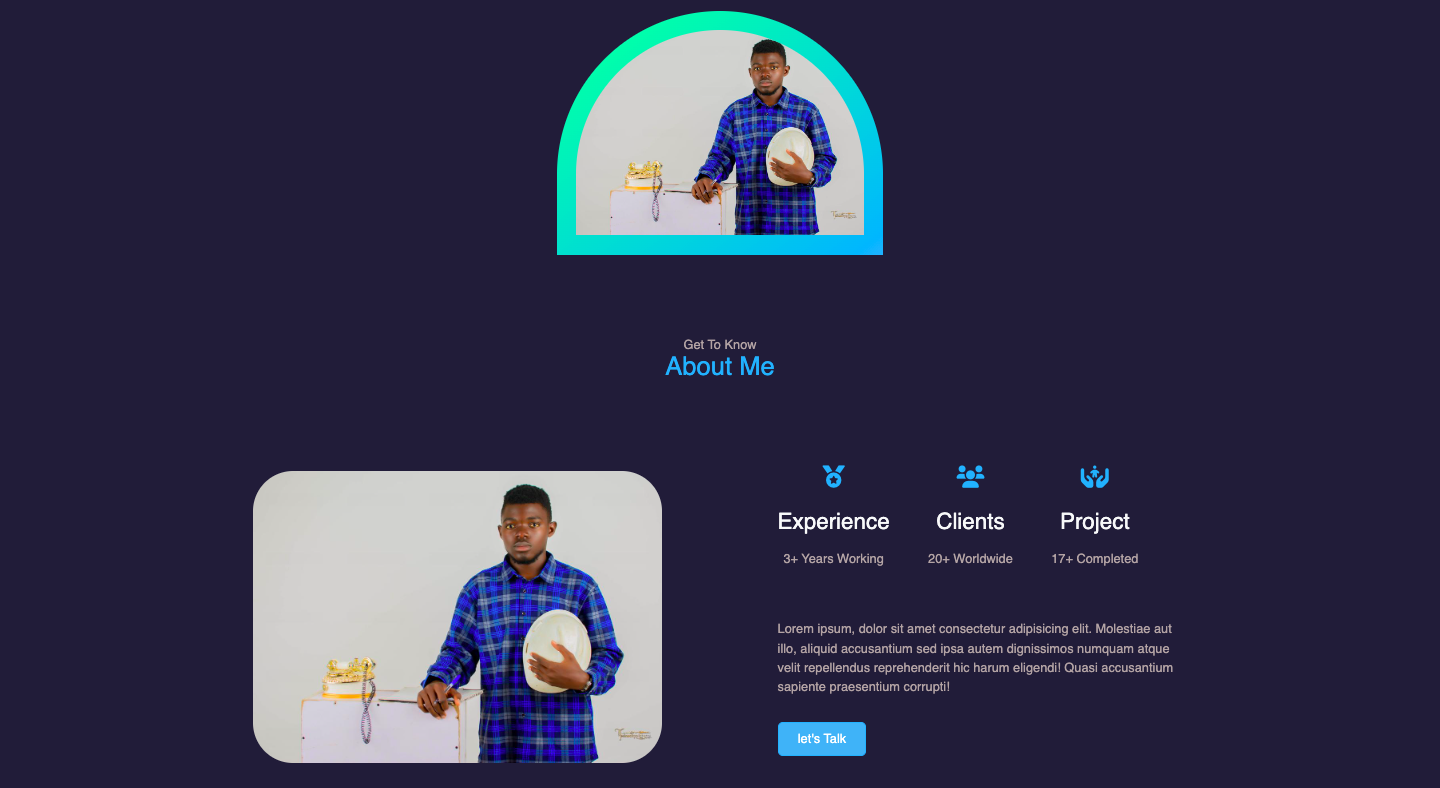 Get To Know
About Me
Experience
Clients
Project
3+ Years Working
20+ Worldwide
17+ Completed
Lorem ipsum, dolor sit amet consectetur adipisicing elit. Molestiae aut
illo, aliquid accusantium sed ipsa autem dignissimos numquam atque
velit repellendus reprehenderit hic harum eligendi! Quasi accusantium
sapiente praesentium corrupti!
let's Talk